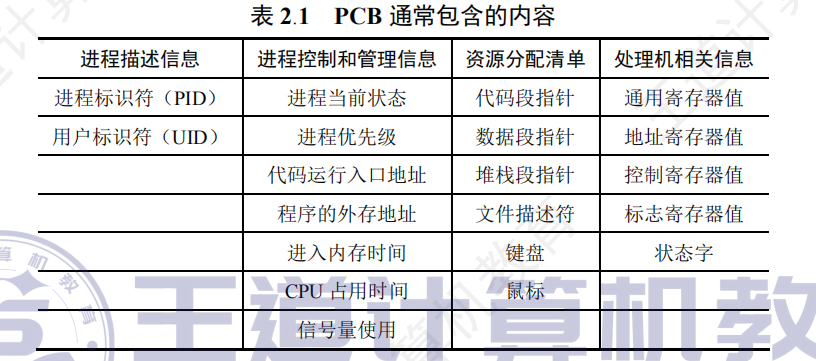 表 2.1 PCB 通常包含的内容
进程描述信息 进程控制和管理信息 资源分配清单 处理机相关信息
进程标识符（PID） 进程当前状态 代码段指针 通用寄存器值
用户标识符（UID） 进程优先级 数据段指针 地址寄存器值
代码运行入口地址 堆栈段指针 控制寄存器值
程序的外存地址 文件描述符 标志寄存器值
进入内存时间 键盘 状态字
CPU 占用时间 鼠标
信号量使用
王道计算机教